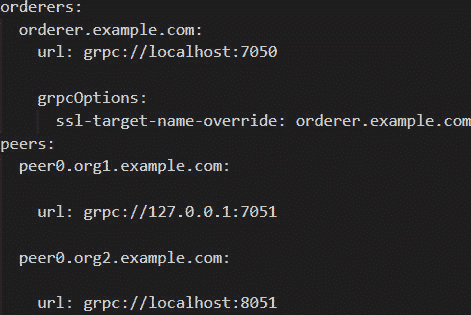 orderers:
orderer.example.com:
url: grpc://localhost:7050
grpcOptions:
ssl-target-name-override: orderer.example.com
peers:
peer0.org1.example.com:
url: grpc://127.0.0.1:7051
peer0.org2.example.com:
url: grpc://localhost:8051